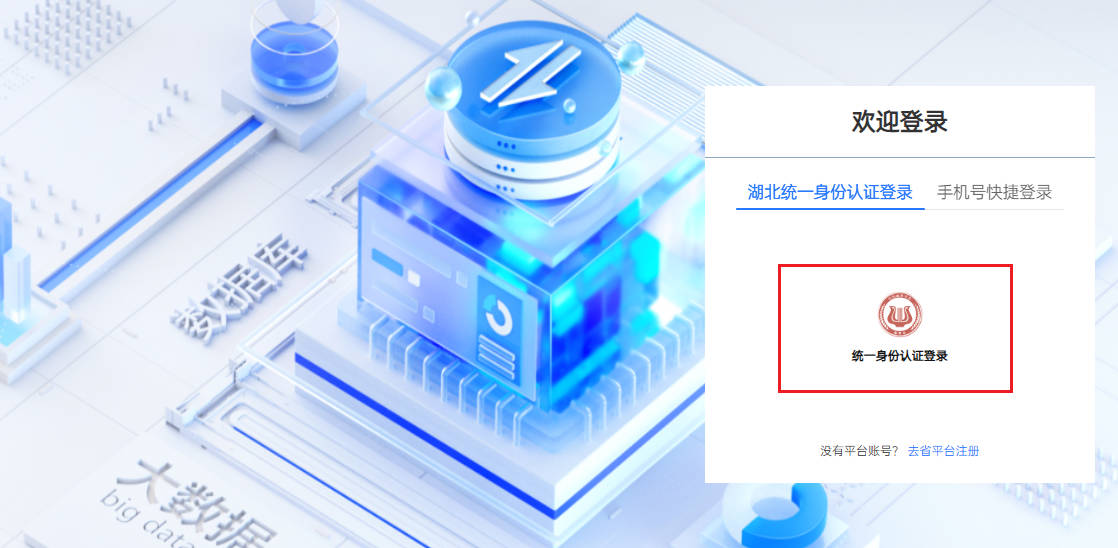 欢迎登录
湖北统一身份认证登录 手机号快捷登录
统一身份认证登录
没有平台账号? 去省平台注册
数据库
大数据
big data